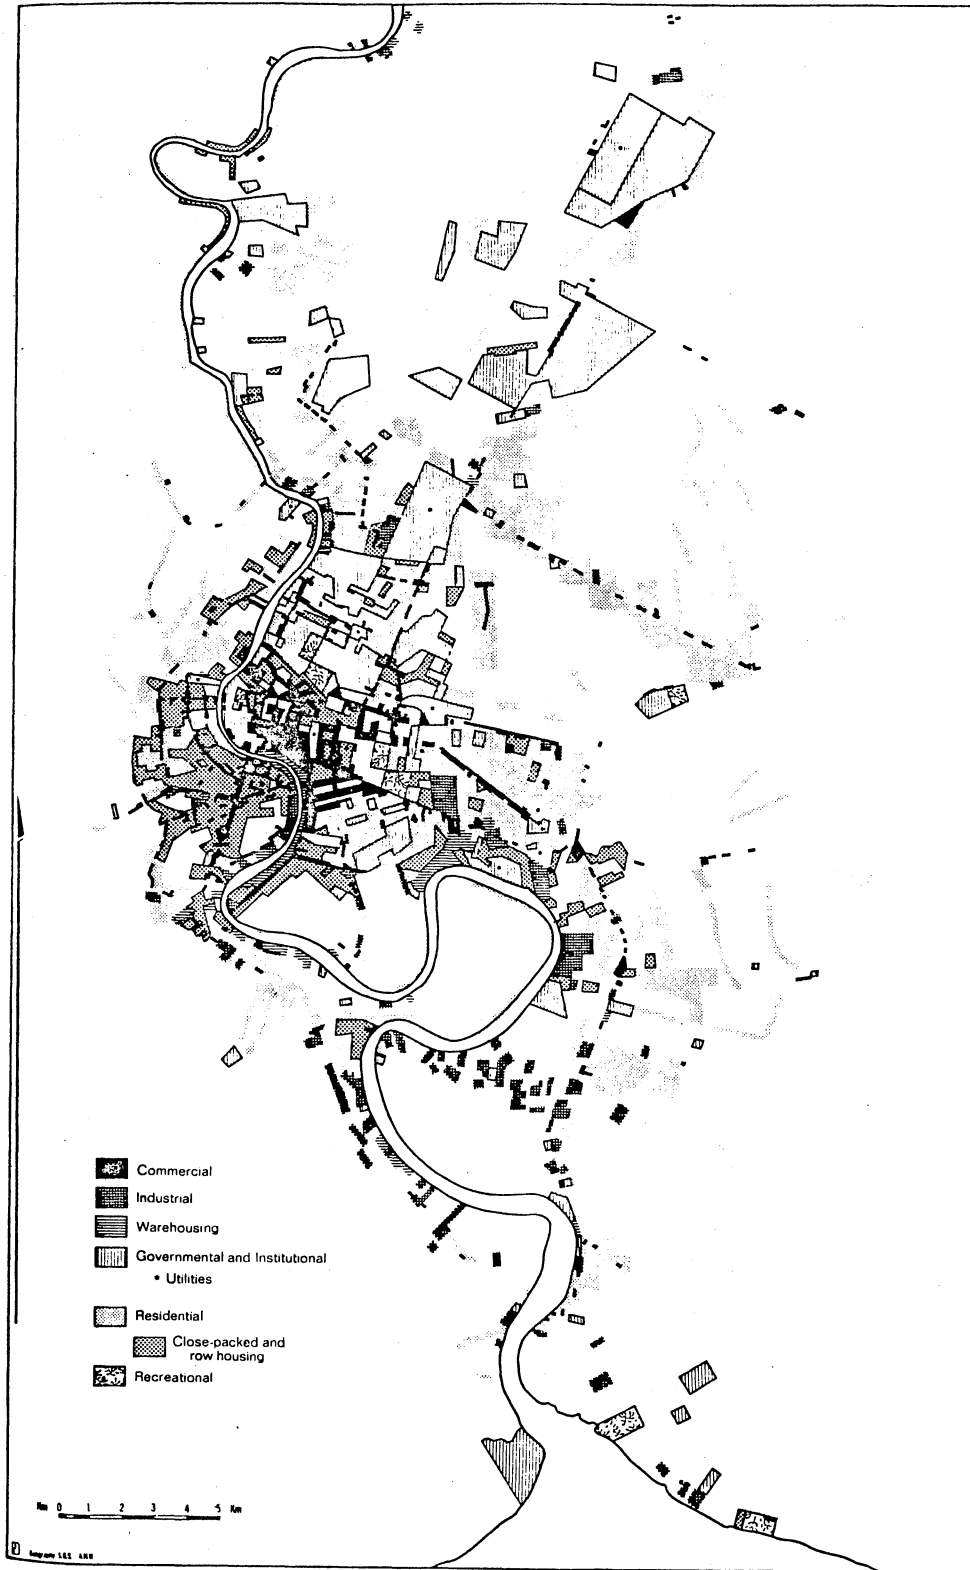 Commercial
Industrial
Warehousing
Governmental and Institutional
• Utilities
Residential
Close-packed and
row housing
Recreational
Km 0 1 2 3 4 5 Km